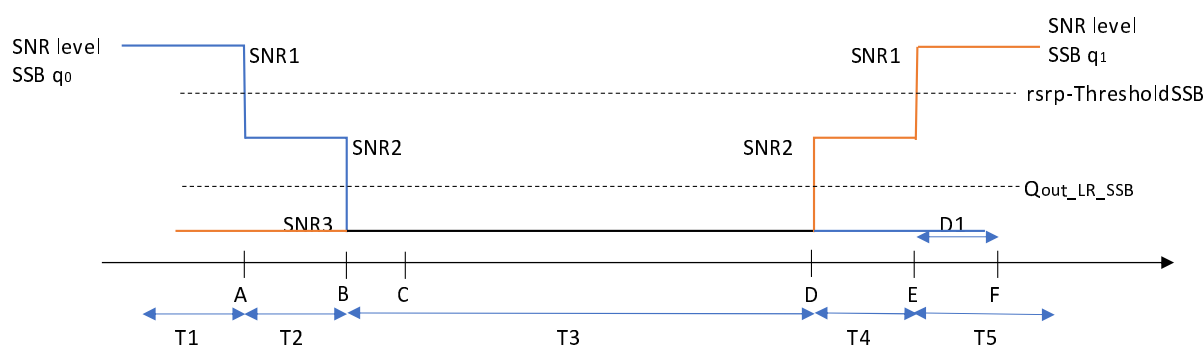 SNR level
SSB q0
SNR1
SNR1
SNR level
SSB q1
rsrp-ThresholdSSB
SNR2
SNR2
Qout_LR_SSB
SNR3
D1
A
B
C
D
E
F
T1
T2
T3
T4
T5